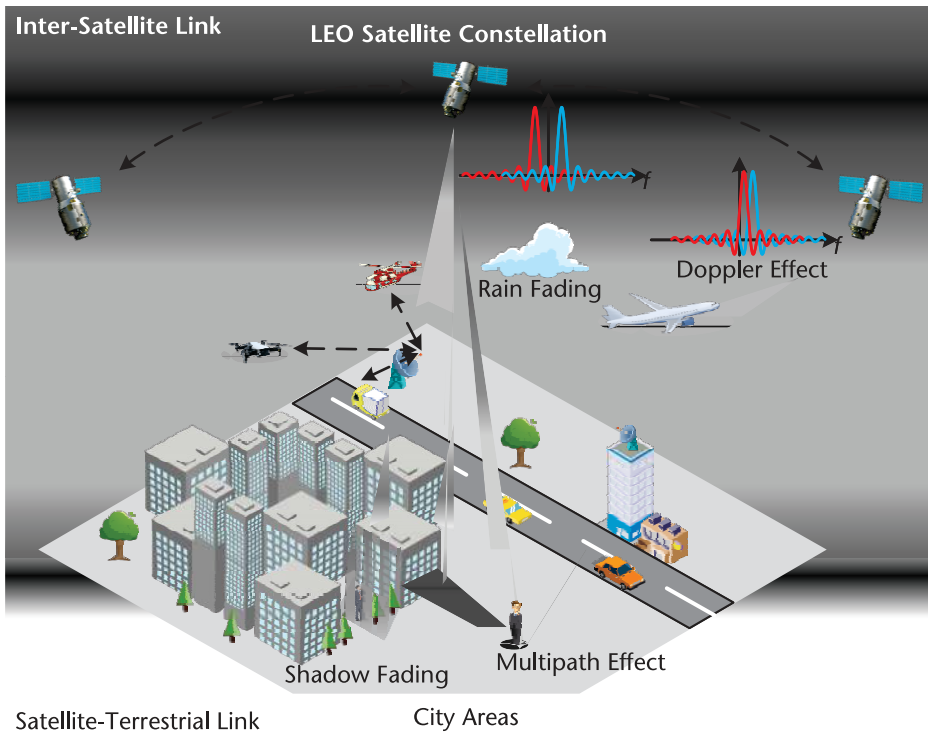 Inter-Satellite Link
LEO Satellite Constellation
f
f
Doppler Effect
Rain Fading
Shadow Fading
Multipath Effect
Satellite-Terrestrial Link
City Areas